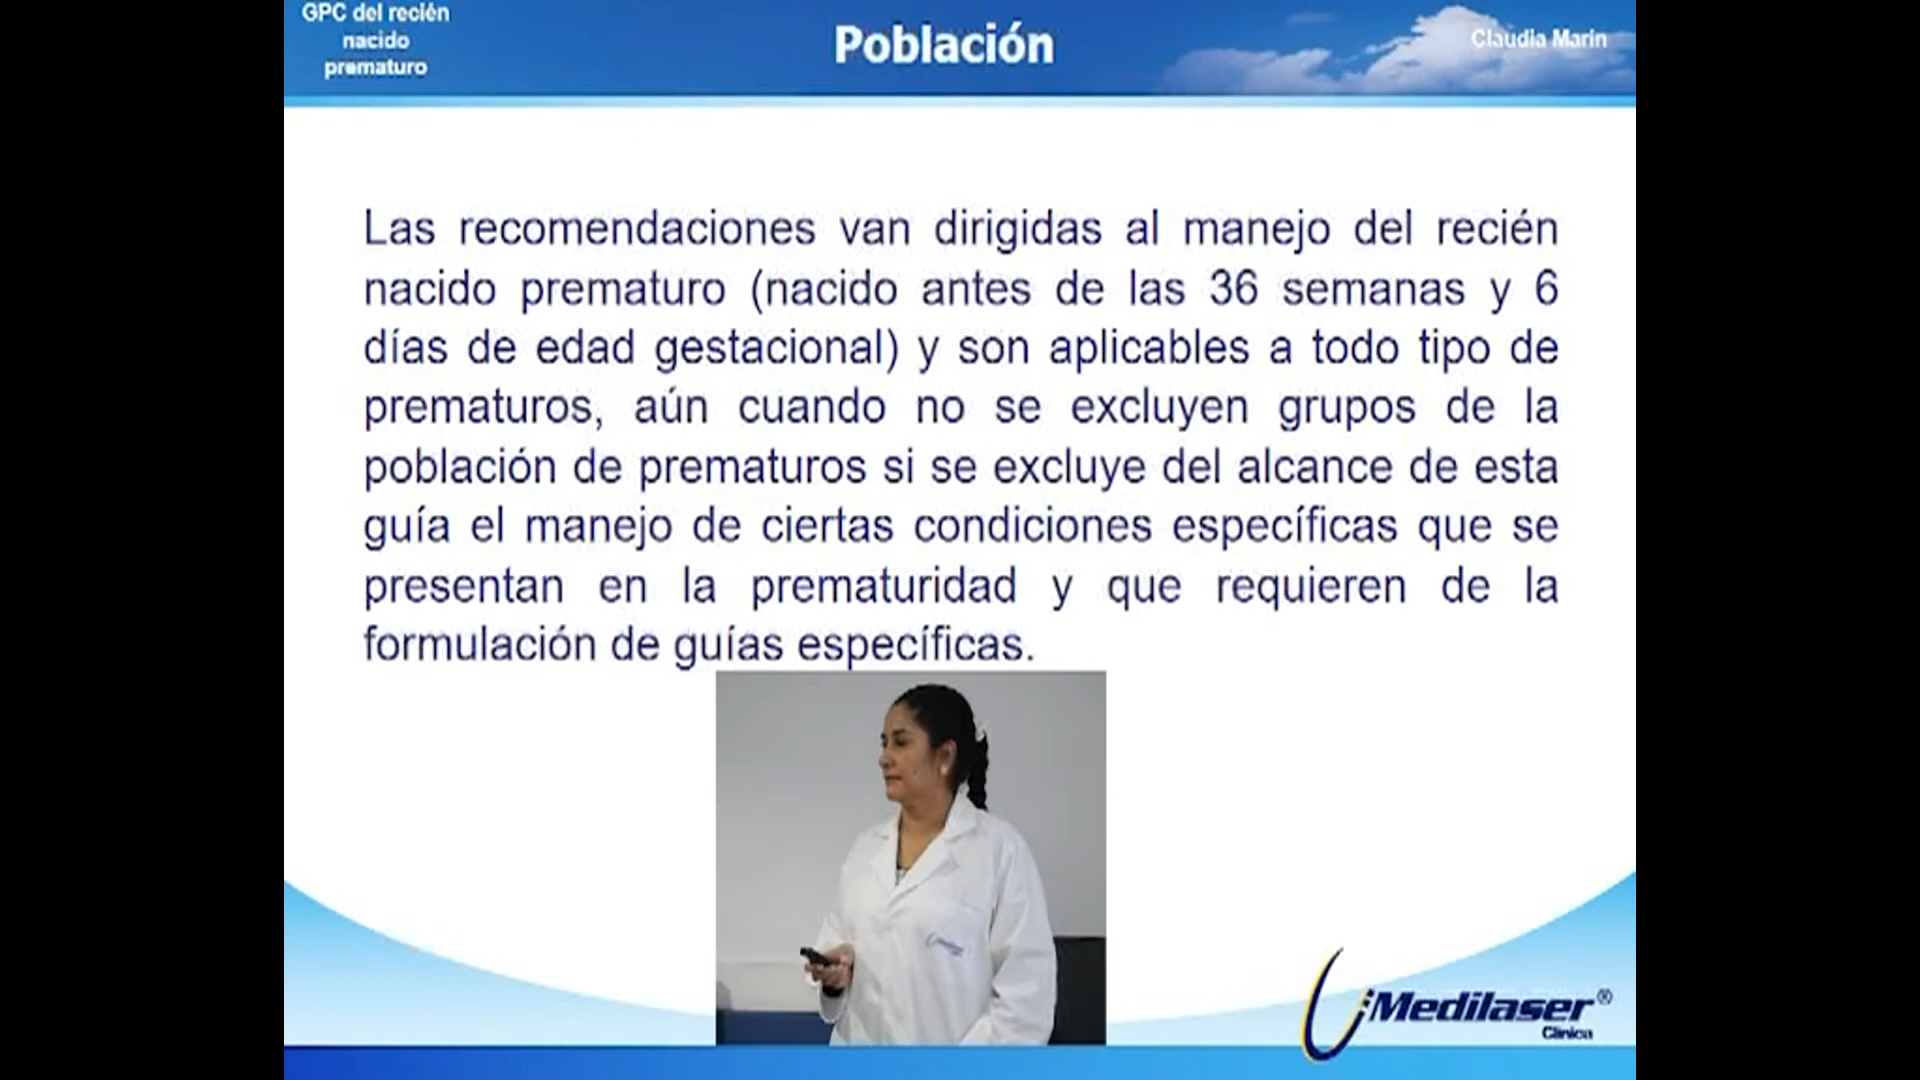 GPC del recién
nacido
prematuro
Población
Claudia Marin
Las recomendaciones van dirigidas al manejo del recién
nacido prematuro (nacido antes de las 36 semanas y 6
días de edad gestacional) y son aplicables a todo tipo de
prematuros, aún cuando no se excluyen grupos de la
población de prematuros si se excluye del alcance de esta
guía el manejo de ciertas condiciones específicas que se
presentan en la prematuridad y que requieren de la
formulación de guías específicas.
Medilaser®
Clínica